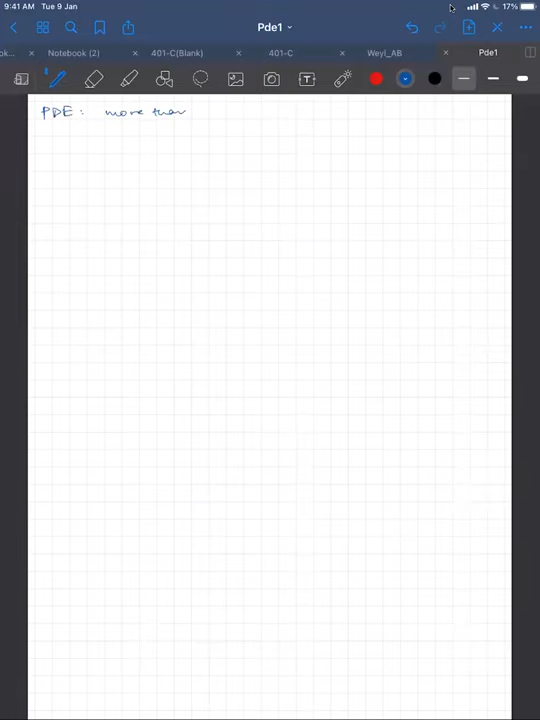 9:41 AM Tue 9 Jan 17%
Pde1
Notebook (2) 401-C(Blank) 401-C Weyl_AB Pde1
PDE: more than